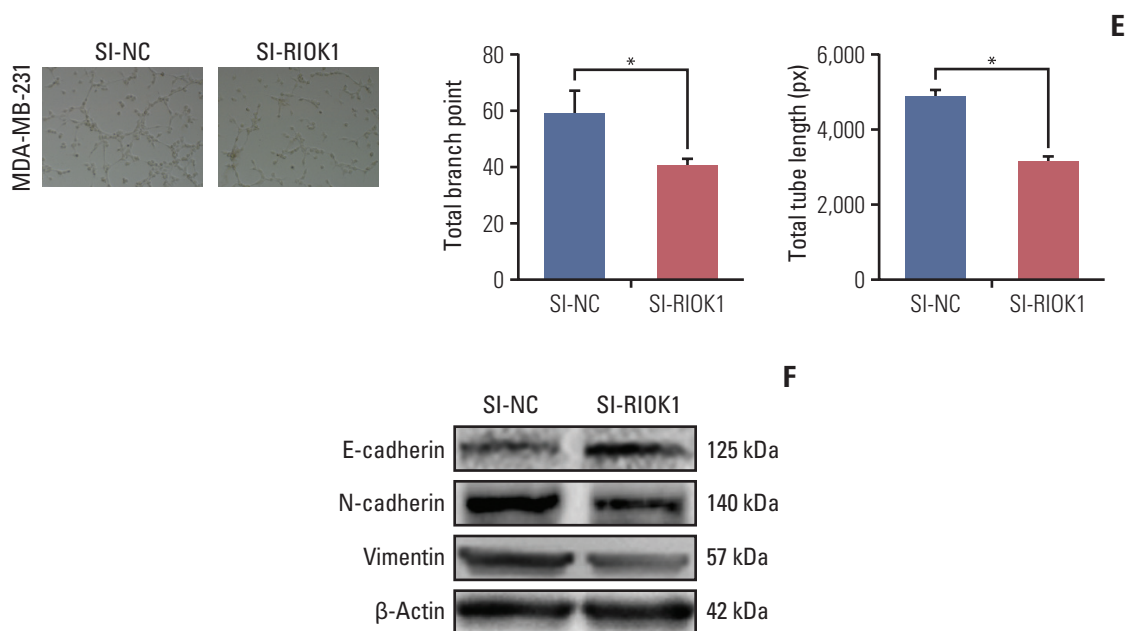 E
SI-NC SI-RIOK1
MDA-MB-231
80
60
40
20
0
Total branch point
*
SI-NC SI-RIOK1
6,000
4,000
2,000
0
Total tube length (px)
*
SI-NC SI-RIOK1
F
SI-NC SI-RIOK1
E-cadherin 125 kDa
N-cadherin 140 kDa
Vimentin 57 kDa
β-Actin 42 kDa